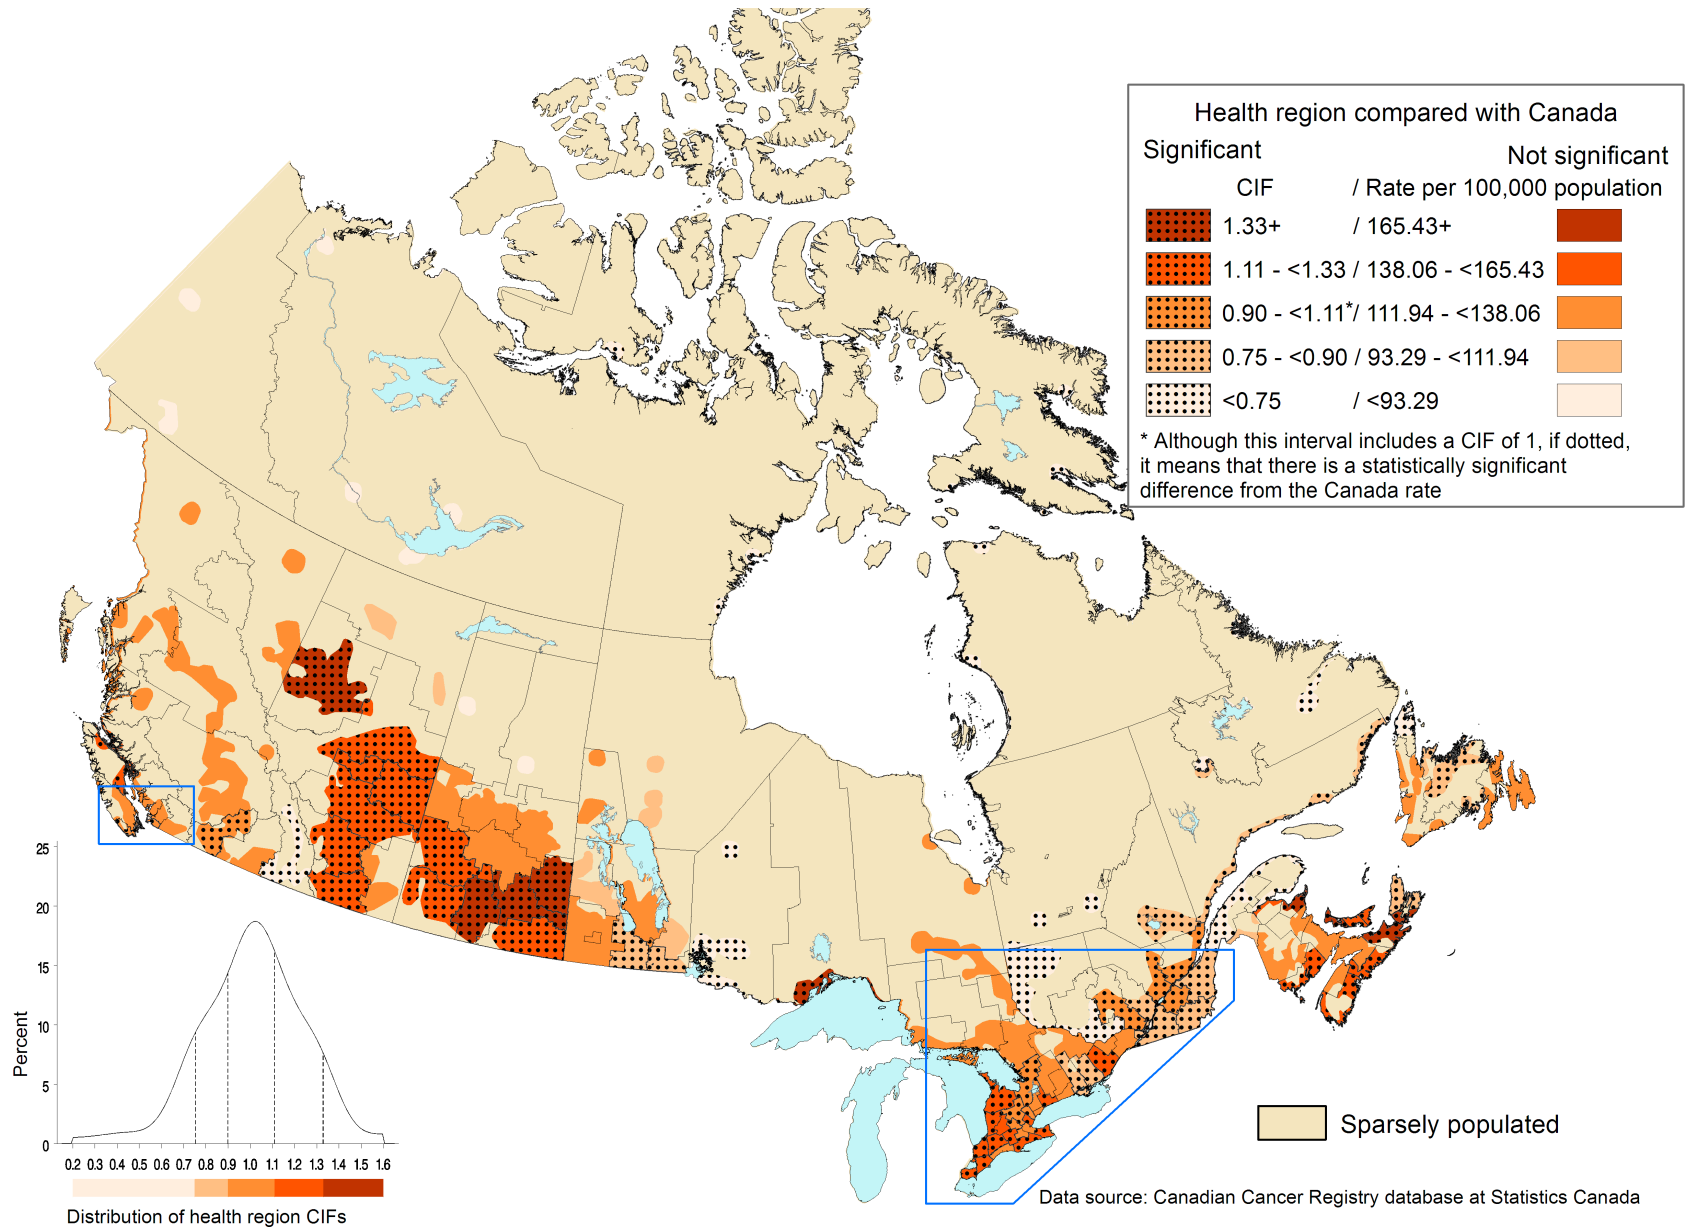 Health region compared with Canada
Significant
Not significant
CIF / Rate per 100,000 population
1.33+ / 165.43+
1.11 - <1.33 / 138.06 - <165.43
0.90 - <1.11*/ 111.94 - <138.06
0.75 - <0.90 / 93.29 - <111.94
<0.75 / <93.29
* Although this interval includes a CIF of 1, if dotted,
it means that there is a statistically significant
difference from the Canada rate
25
20
15
10
5
0
Percent
0.2 0.3 0.4 0.5 0.6 0.7 0.8 0.9 1.0 1.1 1.2 1.3 1.4 1.5 1.6
Distribution of health region CIFs
Sparsely populated
Data source: Canadian Cancer Registry database at Statistics Canada